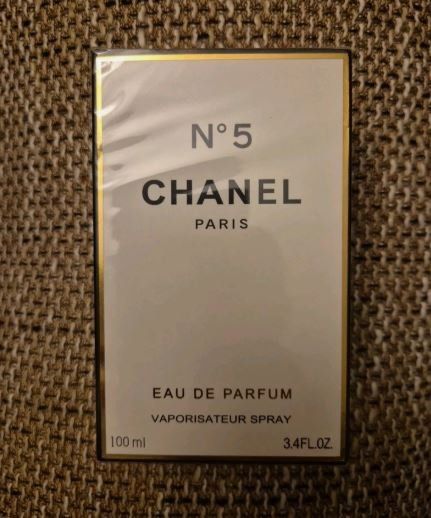 N°5
CHANEL
PARIS
EAU DE PARFUM
VAPORISATEUR SPRAY
100 ml 3.4FL.OZ.